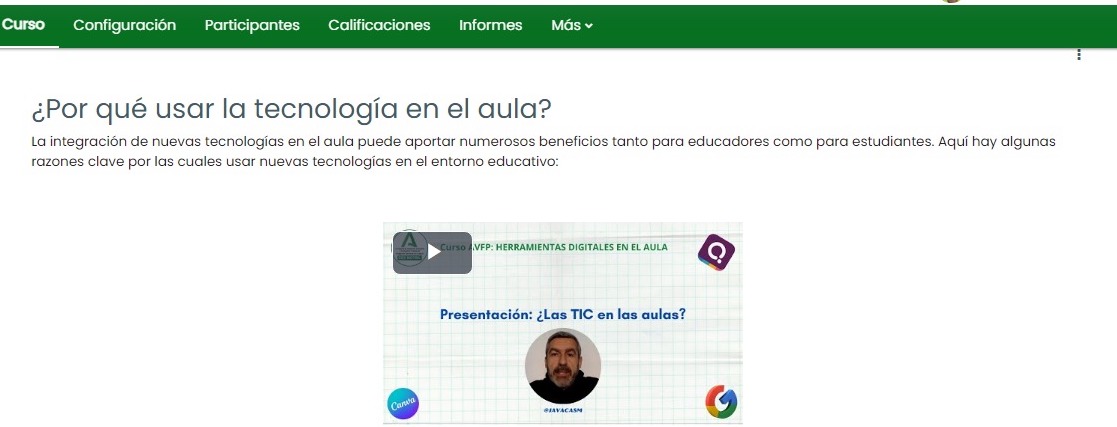 Curso Configuración Participantes Calificaciones Informes Más
¿Por qué usar la tecnología en el aula?
La integración de nuevas tecnologías en el aula puede aportar numerosos beneficios tanto para educadores como para estudiantes. Aquí hay algunas
razones clave por las cuales usar nuevas tecnologías en el entorno educativo:
Curso AVFP: HERRAMIENTAS DIGITALES EN EL AULA
Presentación: ¿Las TIC en las aulas?
Canva
@JAVACASM